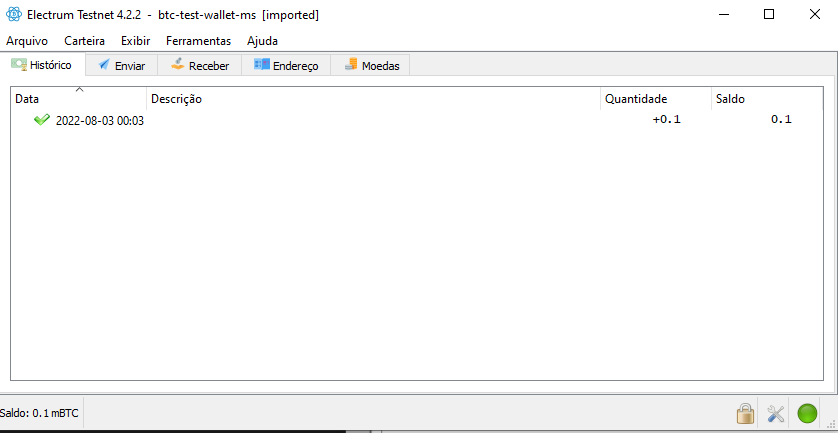 Electrum Testnet 4.2.2 - btc-test-wallet-ms [imported]
Arquivo Carteira Exibir Ferramentas Ajuda
Histórico Enviar Receber Endereço Moedas
Data Descrição Quantidade Saldo
2022-08-03 00:03 +0.1 0.1
Saldo: 0.1 mBTC